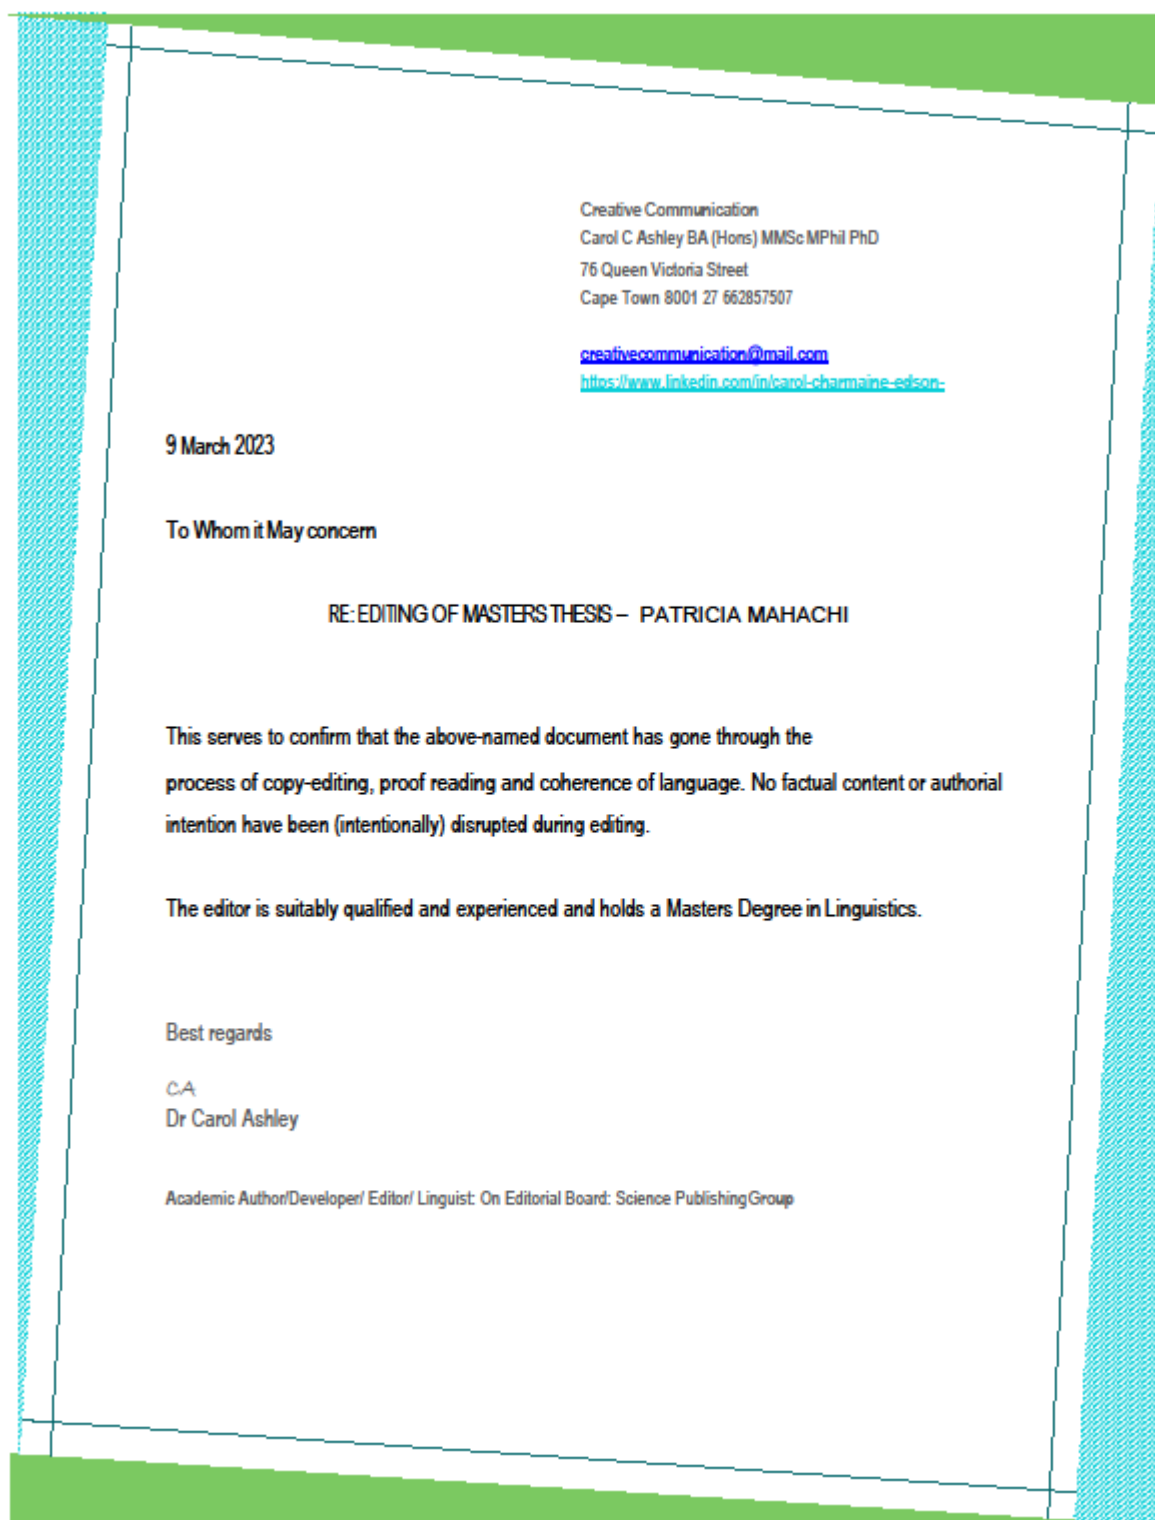 Creative Communication
Carol C Ashley BA (Hons) MMSc MPhil PhD
76 Queen Victoria Street
Cape Town 8001 27 662857507
creativecommunication@mail.com
https://www.linkedin.com/in/carol-charmaine-edson-
9 March 2023
To Whom it May concern
RE: EDITING OF MASTERS THESIS – PATRICIA MAHACHI
This serves to confirm that the above-named document has gone through the
process of copy-editing, proof reading and coherence of language. No factual content or authorial
intention have been (intentionally) disrupted during editing.
The editor is suitably qualified and experienced and holds a Masters Degree in Linguistics.
Best regards
C.A
Dr Carol Ashley
Academic Author/Developer/ Editor/ Linguist: On Editorial Board: Science Publishing Group